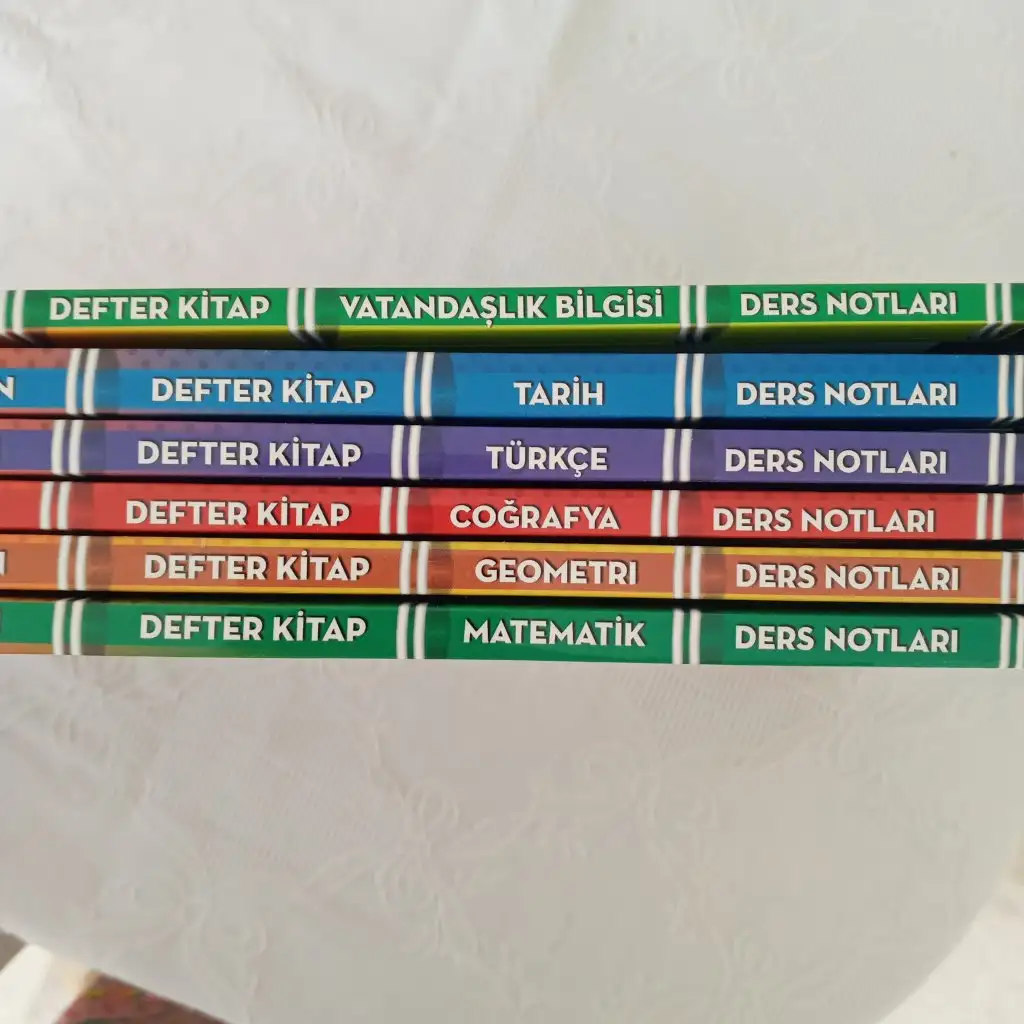 DEFTER KİTAP VATANDAŞLIK BİLGİSİ DERS NOTLARI
N DEFTER KİTAP TARİH DERS NOTLARI
DEFTER KİTAP TÜRKÇE DERS NOTLARI
DEFTER KİTAP COĞRAFYA DERS NOTLARI
DEFTER KİTAP GEOMETRI DERS NOTLARI
DEFTER KİTAP MATEMATİK DERS NOTLARI